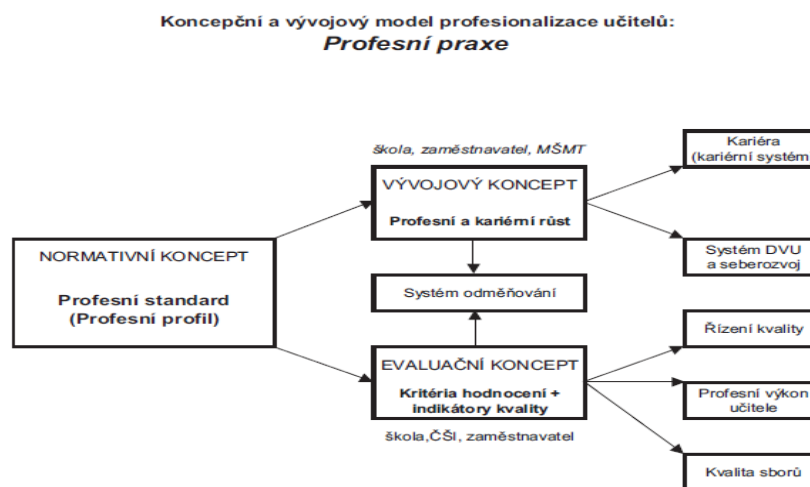 Koncepční a vývojový model profesionalizace učitelů:
Profesní praxe
škola, zaměstnavatel, MŠMT
VÝVOJOVÝ KONCEPT
Profesní a kariérní růst
Kariéra
(kariérní systém
NORMATIVNÍ KONCEPT
Profesní standard
(Profesní profil)
Systém DVU
a seberozvoj
Systém odměňování
Řízení kvality
EVALUAČNÍ KONCEPT
Kritéria hodnocení +
indikátory kvality
Profesní výkon
učitele
škola,ČŠI, zaměstnavatel
Kvalita sborů